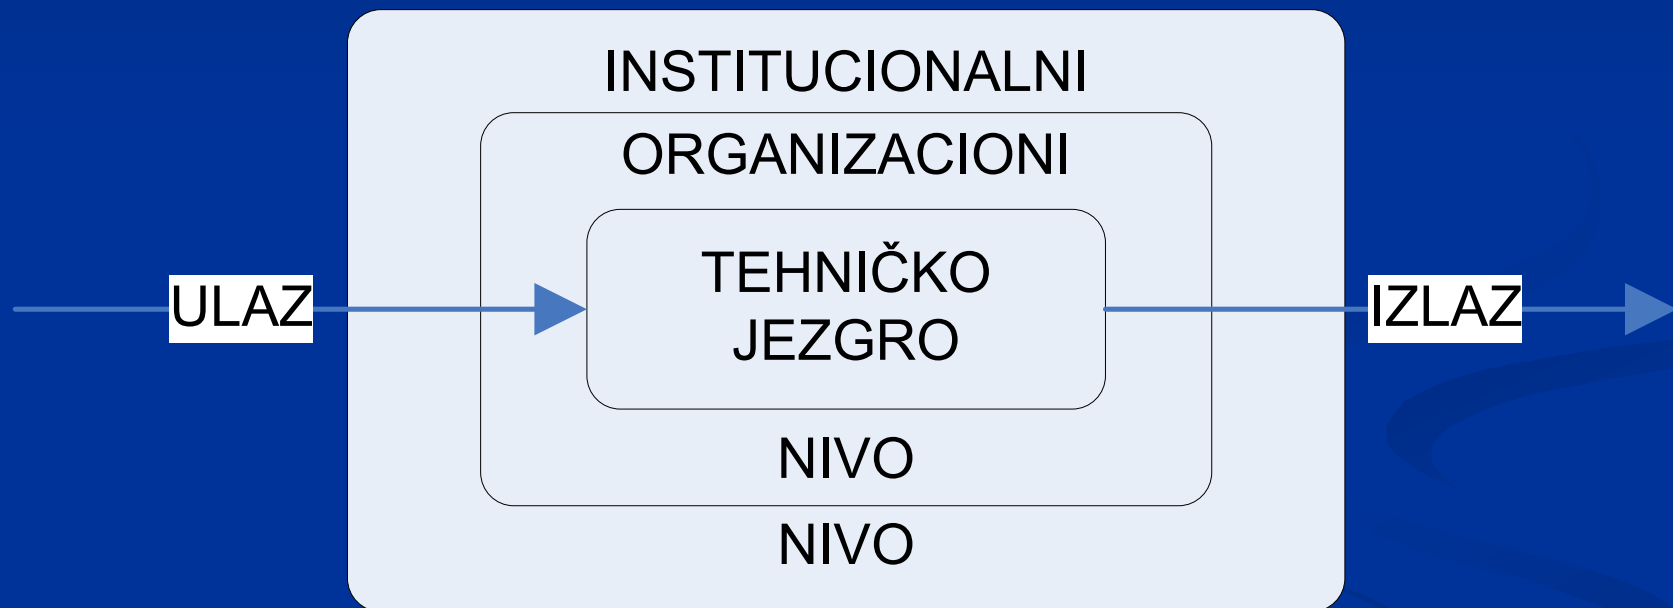 INSTITUCIONALNI
ORGANIZACIONI
TEHNIČKO
JEZGRO
ULAZ
IZLAZ
NIVO
NIVO